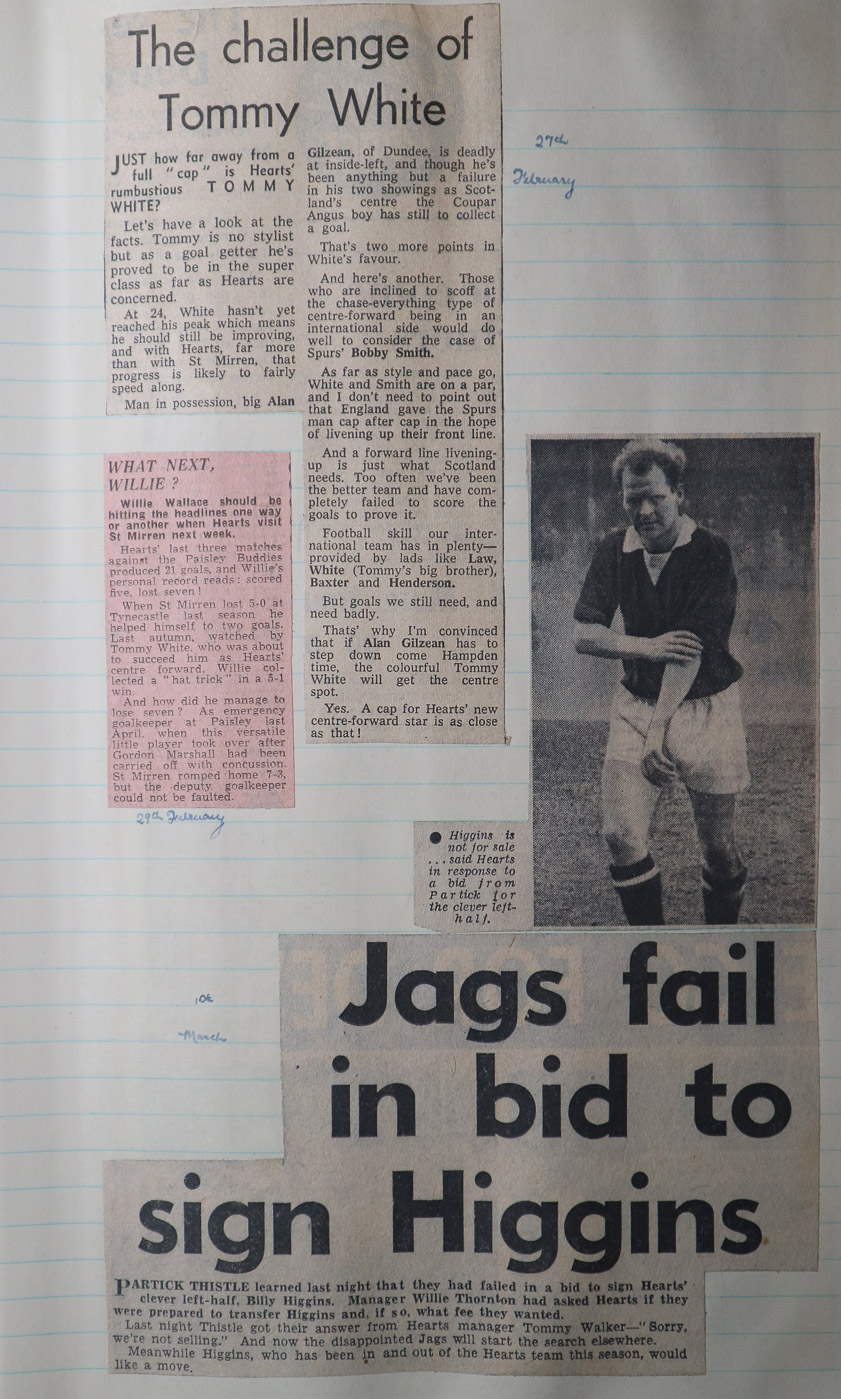 The challenge of
Tommy White
JUST how far away from a
full "cap" is Hearts'
rumbustious TOMMY
WHITE?
Let's have a look at the
facts. Tommy is no stylist
but as a goal getter he's
proved to be in the super
class as far as Hearts are
concerned.
At 24, White hasn't yet
reached his peak which means
he should still be improving,
and with Hearts, far more
than with St Mirren, that
progress is likely to fairly
speed along.
Man in possession, big Alan
Gilzean, of Dundee, is deadly
at inside-left, and though he's
been anything but a failure
in his two showings as Scot-
land's centre the Coupar
Angus boy has still to collect
a goal.
That's two more points in
White's favour.
And here's another. Those
who are inclined to scoff at
the chase-everything type of
centre-forward being in an
international side would do
well to consider the case of
Spurs' Bobby Smith.
As far as style and pace go,
White and Smith are on a par,
and I don't need to point out
that England gave the Spurs
man cap after cap in the hope
of livening up their front line.
And a forward line livening-
up is just what Scotland
needs. Too often we've been
the better team and have com-
pletely failed to score the
goals to prove it.
Football skill our inter-
national team has in plenty—
provided by lads like Law,
White (Tommy's big brother),
Baxter and Henderson.
But goals we still need, and
need badly.
Thats' why I'm convinced
that if Alan Gilzean has to
step down come Hampden
time, the colourful Tommy
White will get the centre
spot.
Yes. A cap for Hearts' new
centre-forward star is as close
as that!
27th
February
WHAT NEXT,
WILLIE ?
Willie Wallace should be
hitting the headlines one way
or another when Hearts visit
St Mirren next week.
Hearts' last three matches
against the Paisley Buddies
produced 21 goals, and Willie's
personal record reads: scored
five, lost seven!
When St Mirren lost 5-0 at
Tynecastle last season he
helped himself to two goals.
Last autumn, watched by
Tommy White, who was about
to succeed him as Hearts'
centre forward, Willie col-
lected a "hat trick" in a 5-1
win.
And how did he manage to
lose seven? As emergency
goalkeeper at Paisley last
April, when this versatile
little player took over after
Gordon Marshall had been
carried off with concussion.
St Mirren romped home 7-3,
but the deputy goalkeeper
could not be faulted.
29th February
● Higgins is
not for sale
... said Hearts
in response to
a bid from
Partick for
the clever left-
half.
10th
March
Jags fail
in bid to
sign Higgins
PARTICK THISTLE learned last night that they had failed in a bid to sign Hearts'
clever left-half, Billy Higgins. Manager Willie Thornton had asked Hearts if they
were prepared to transfer Higgins and, if so, what fee they wanted.
Last night Thistle got their answer from Hearts manager Tommy Walker—"Sorry,
we're not selling." And now the disappointed Jags will start the search elsewhere.
Meanwhile Higgins, who has been in and out of the Hearts team this season, would
like a move.